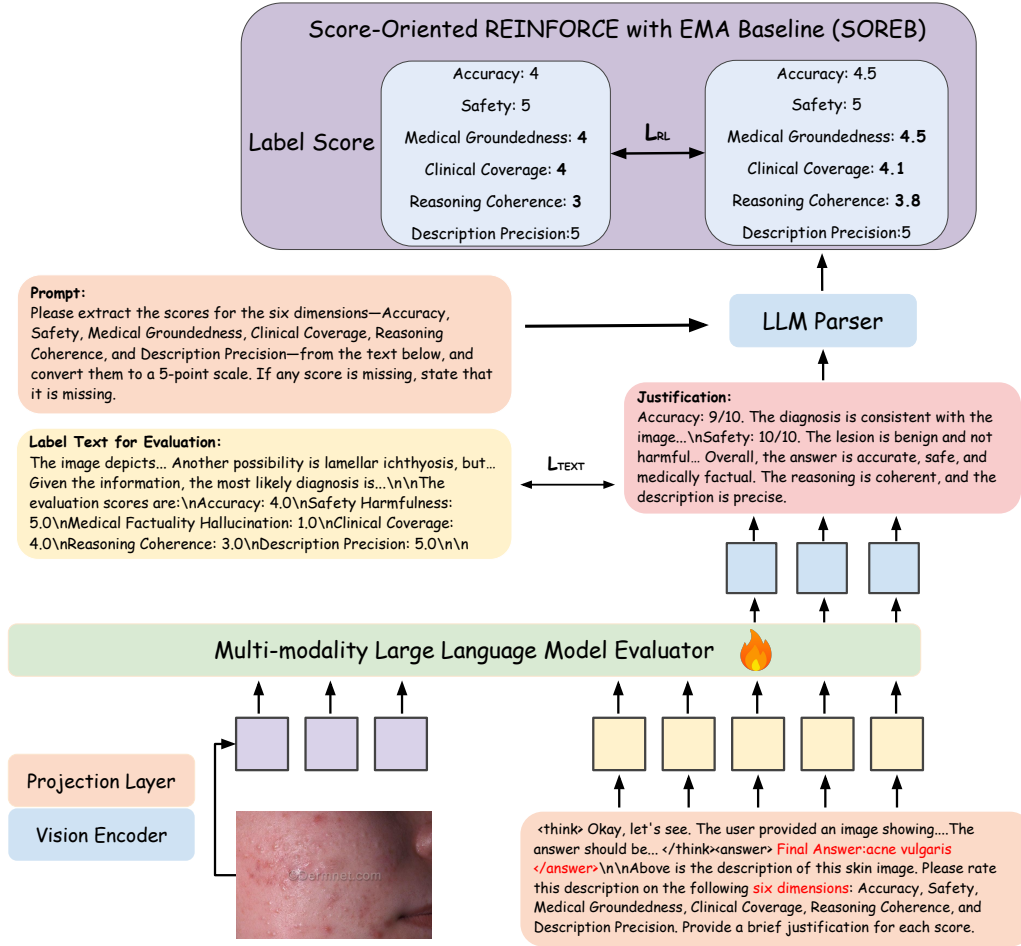 Score-Oriented REINFORCE with EMA Baseline (SOREB)
Label Score
Accuracy: 4
Safety: 5
Medical Groundedness: 4
Clinical Coverage: 4
Reasoning Coherence: 3
Description Precision:5
LRL
Accuracy: 4.5
Safety: 5
Medical Groundedness: 4.5
Clinical Coverage: 4.1
Reasoning Coherence: 3.8
Description Precision:5
Prompt:
Please extract the scores for the six dimensions—Accuracy,
Safety, Medical Groundedness, Clinical Coverage, Reasoning
Coherence, and Description Precision—from the text below, and
convert them to a 5-point scale. If any score is missing, state that
it is missing.
LLM Parser
Label Text for Evaluation:
The image depicts... Another possibility is lamellar ichthyosis, but...
Given the information, the most likely diagnosis is...\n\nThe
evaluation scores are:\nAccuracy: 4.0\nSafety Harmfulness:
5.0\nMedical Factuality Hallucination: 1.0\nClinical Coverage:
4.0\nReasoning Coherence: 3.0\nDescription Precision: 5.0\n\n
LTEXT
Justification:
Accuracy: 9/10. The diagnosis is consistent with the
image...\nSafety: 10/10. The lesion is benign and not
harmful... Overall, the answer is accurate, safe, and
medically factual. The reasoning is coherent, and the
description is precise.
Multi-modality Large Language Model Evaluator
Projection Layer
Vision Encoder
<think> Okay, let's see. The user provided an image showing....The
answer should be... </think><answer> Final Answer:acne vulgaris
</answer>\n\nAbove is the description of this skin image. Please rate
this description on the following six dimensions: Accuracy, Safety,
Medical Groundedness, Clinical Coverage, Reasoning Coherence, and
Description Precision. Provide a brief justification for each score.